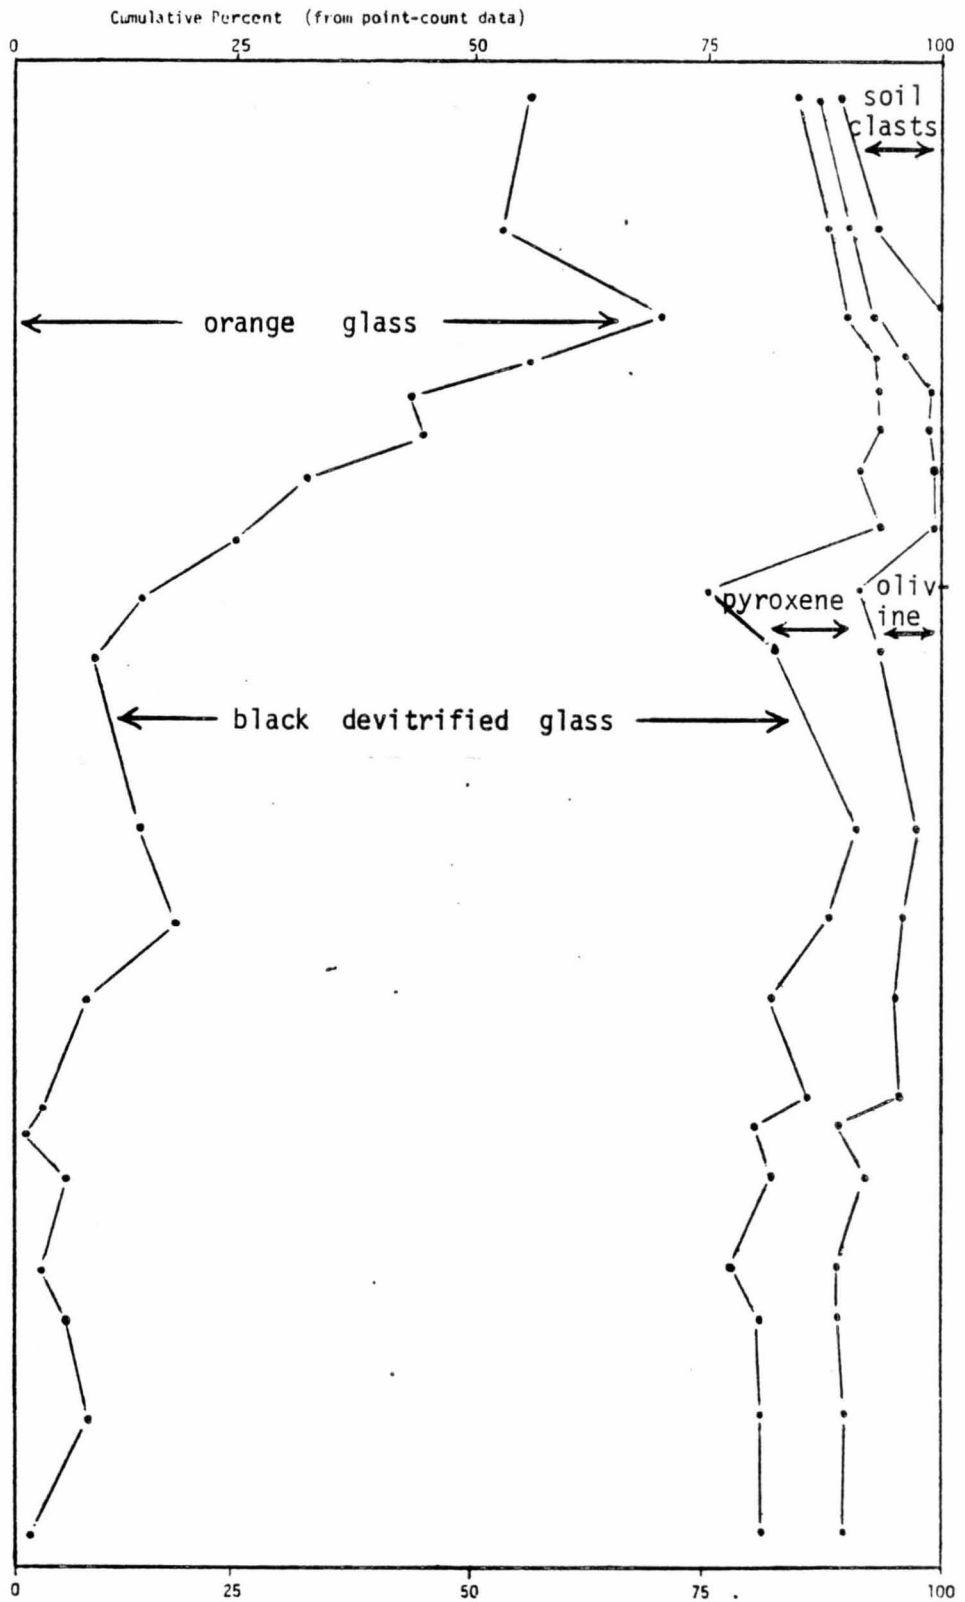 Cumulative Percent (from point-count data)
0 25 50 75 100
soil
clasts
orange glass
pyroxene
oliv
ine
black devitrified glass
0 25 50 75 100